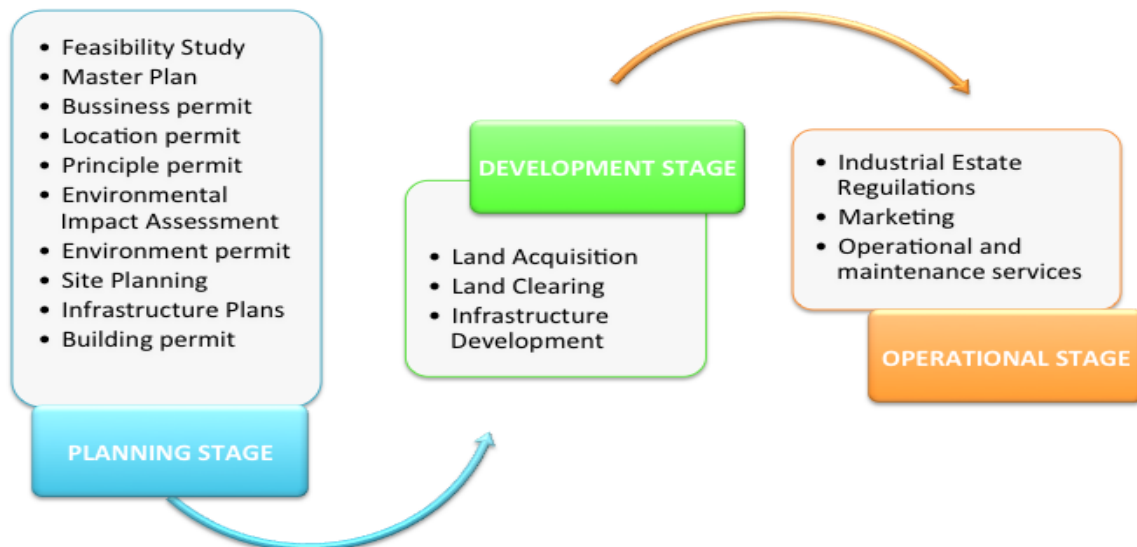 • Feasibility Study
• Master Plan
• Bussiness permit
• Location permit
• Principle permit
• Environmental
Impact Assessment
• Environment permit
• Site Planning
• Infrastructure Plans
• Building permit
PLANNING STAGE
DEVELOPMENT STAGE
• Land Acquisition
• Land Clearing
• Infrastructure
Development
• Industrial Estate
Reguilations
• Marketing
• Operational and
maintenance services
OPERATIONAL STAGE